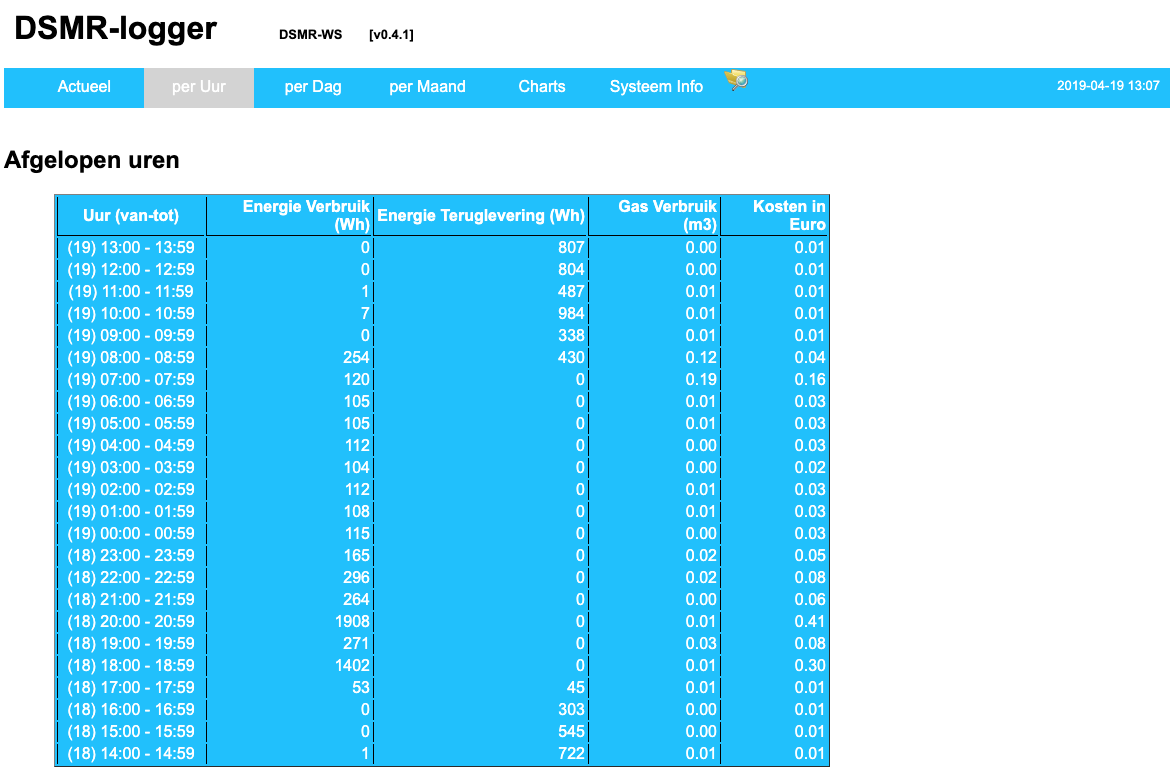 DSMR-logger DSMR-WS [v0.4.1]
Actueel per Uur per Dag per Maand Charts Systeem Info 2019-04-19 13:07
Afgelopen uren
Uur (van-tot) Energie Verbruik (Wh) Energie Teruglevering (Wh) Gas Verbruik (m3) Kosten in Euro
(19) 13:00 - 13:59 0 807 0.00 0.01
(19) 12:00 - 12:59 0 804 0.00 0.01
(19) 11:00 - 11:59 1 487 0.01 0.01
(19) 10:00 - 10:59 7 984 0.01 0.01
(19) 09:00 - 09:59 0 338 0.01 0.01
(19) 08:00 - 08:59 254 430 0.12 0.04
(19) 07:00 - 07:59 120 0 0.19 0.16
(19) 06:00 - 06:59 105 0 0.01 0.03
(19) 05:00 - 05:59 105 0 0.01 0.03
(19) 04:00 - 04:59 112 0 0.00 0.03
(19) 03:00 - 03:59 104 0 0.00 0.02
(19) 02:00 - 02:59 112 0 0.01 0.03
(19) 01:00 - 01:59 108 0 0.01 0.03
(19) 00:00 - 00:59 115 0 0.00 0.03
(18) 23:00 - 23:59 165 0 0.02 0.05
(18) 22:00 - 22:59 296 0 0.02 0.08
(18) 21:00 - 21:59 264 0 0.00 0.06
(18) 20:00 - 20:59 1908 0 0.01 0.41
(18) 19:00 - 19:59 271 0 0.03 0.08
(18) 18:00 - 18:59 1402 0 0.01 0.30
(18) 17:00 - 17:59 53 45 0.01 0.01
(18) 16:00 - 16:59 0 303 0.00 0.01
(18) 15:00 - 15:59 0 545 0.00 0.01
(18) 14:00 - 14:59 1 722 0.01 0.01